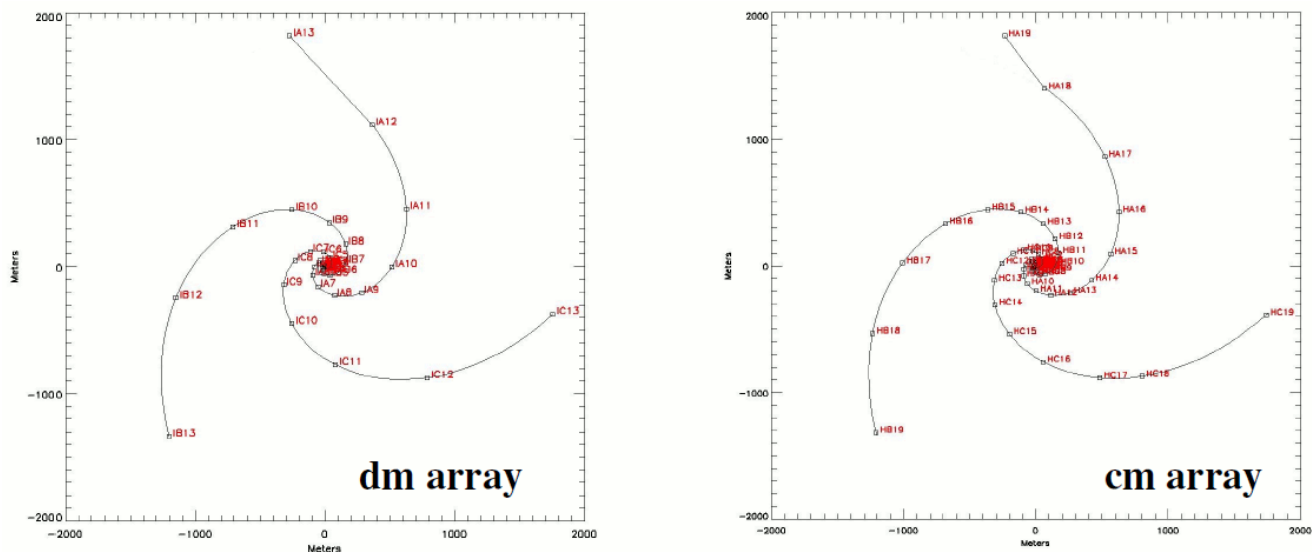 2000
IA13
IA12
1000
IA11
IB10
IB9
IB11
IB8
IC7
IC8
IB7
0
IA10
IA7
IA8
IA9
IC9
IB12
IC13
IC10
IC11
IC12
-1000
IB13
dm array
-2000
-2000
-1000
0
1000
2000
Meters
Meters
2000
HA19
HA18
1000
HA17
HB15
HB14
HA16
HB16
HB13
HB12
HB11
HA15
HB17
HB10
0
HC13
HA14
HA10
HA11
HA13
HC14
HC15
HC19
HB18
HC16
HC17
HC18
-1000
HB19
cm array
-2000
-2000
-1000
0
1000
2000
Meters
Meters